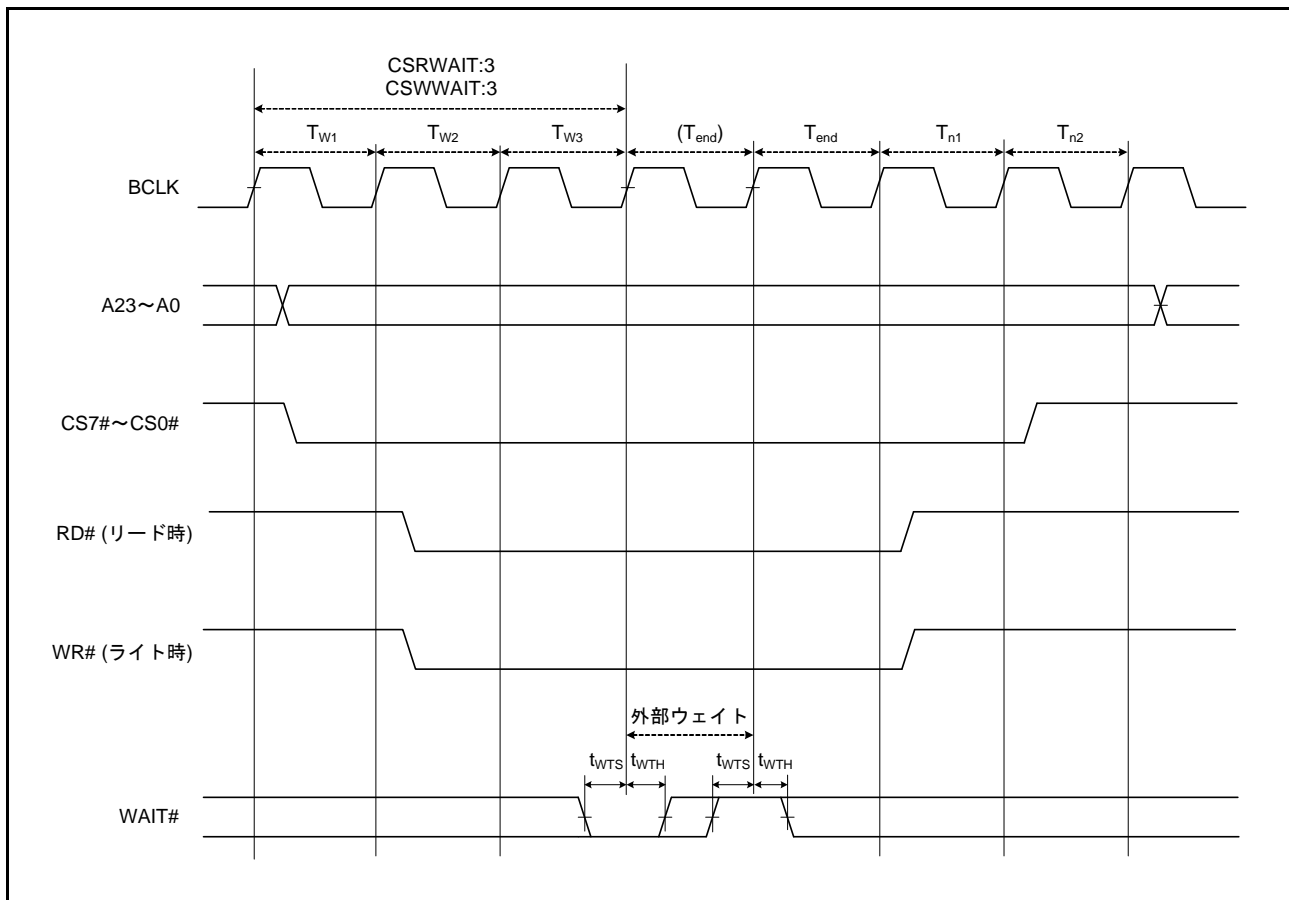 CSRWAIT:3
CSWWAIT:3
TW1 TW2 TW3 (Tend) Tend Tn1 Tn2
BCLK
A23～A0
CS7#～CS0#
RD# (リード時)
WR# (ライト時)
外部ウェイト
tWTS tWTH tWTS tWTH
WAIT#